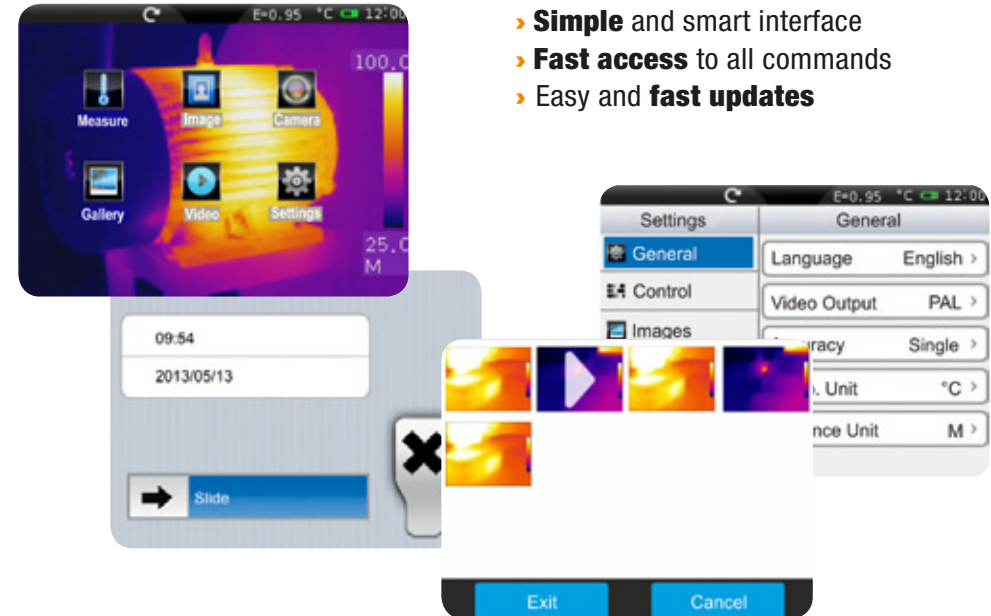 › Simple and smart interface
› Fast access to all commands
› Easy and fast updates
E=0.95 °C 12:00
100.0
Measure Image Camera
Gallery Video Settings
25.0
M
09:54
2013/05/13
Slide
E=0.95 °C 12:00
Settings General
General
Control
Images
Language English >
Video Output PAL >
Single >
Unit °C >
Unit M >
Exit Cancel